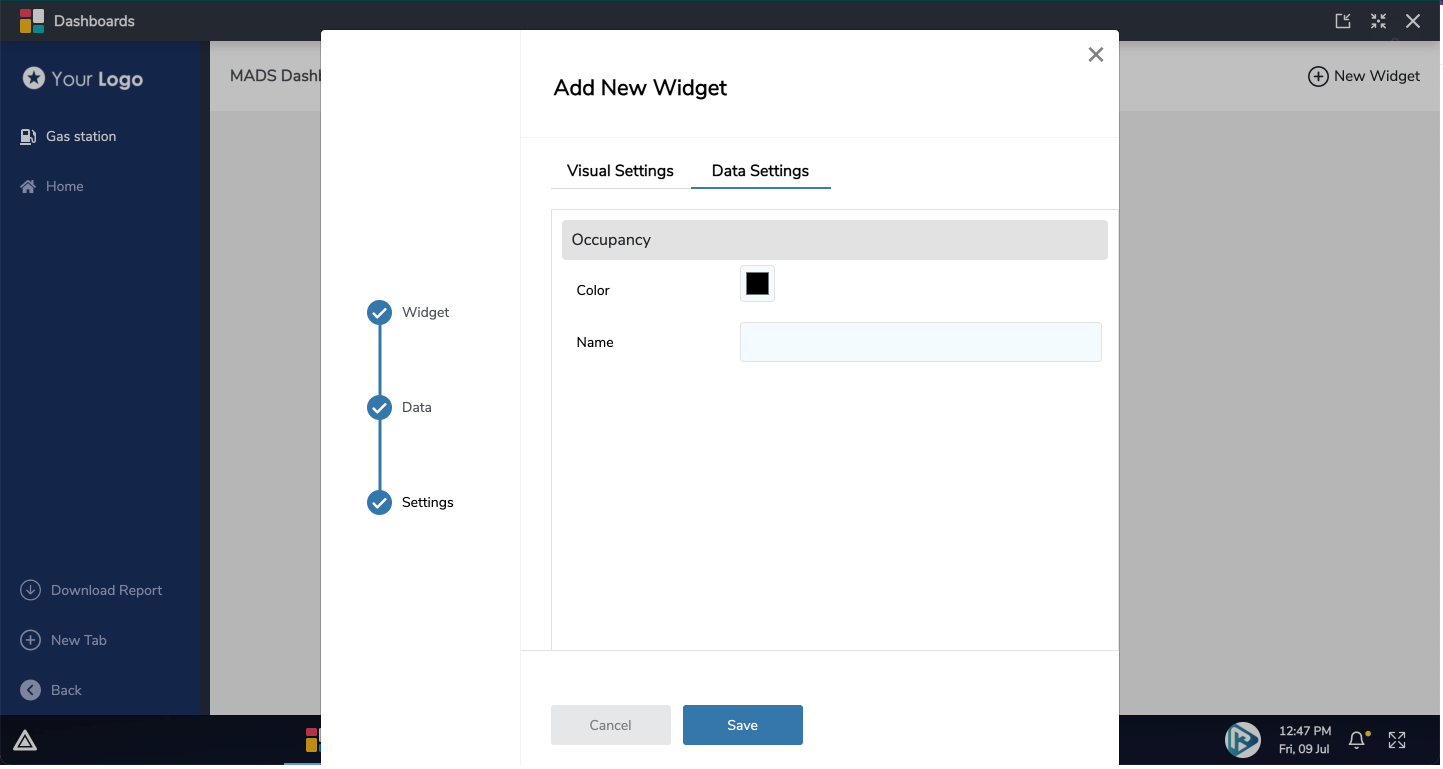 Dashboards
Your Logo
MADS Dashb
New Widget
Gas station
Home
Download Report
New Tab
Back
Add New Widget
Visual Settings Data Settings
Occupancy
Color
Name
Widget
Data
Settings
Cancel Save
12:47 PM
Fri, 09 Jul